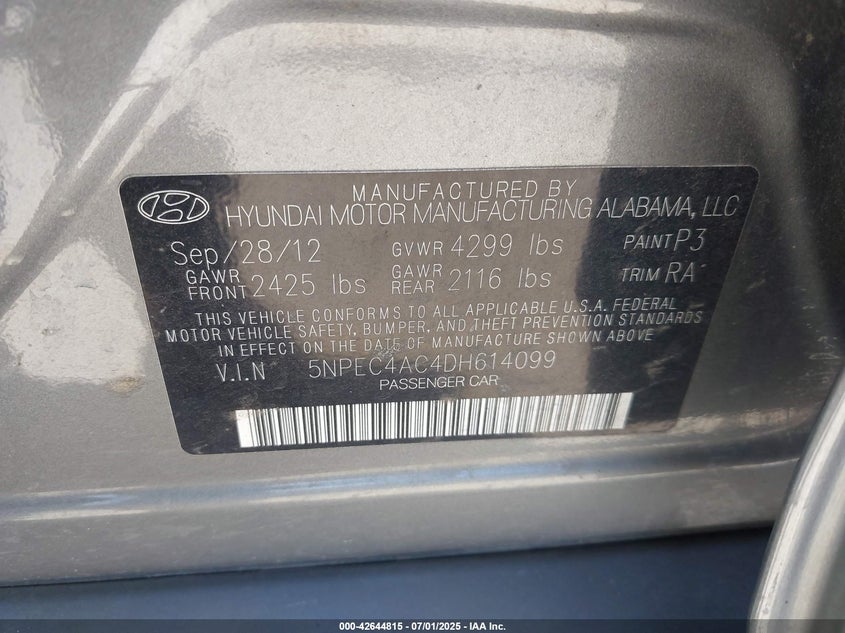 MANUFACTURED BY
HYUNDAI MOTOR MANUFACTURING ALABAMA, LLC
Sep/28/12 GVWR 4299 lbs PAINT P3
GAWR FRONT 2425 lbs GAWR REAR 2116 lbs TRIM RA
THIS VEHICLE CONFORMS TO ALL APPLICABLE U.S.A. FEDERAL
MOTOR VEHICLE SAFETY, BUMPER, AND THEFT PREVENTION STANDARDS
IN EFFECT ON THE DATE OF MANUFACTURE SHOWN ABOVE
V.I.N 5NPEC4AC4DH614099
PASSENGER CAR
000-42644815 - 07/01/2025 - IAA Inc.